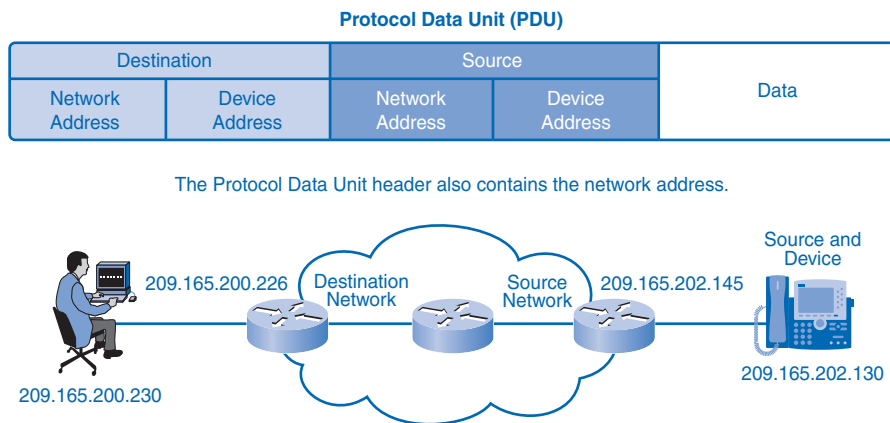 Protocol Data Unit (PDU)
Destination
Source
Data
Network
Address
Device
Address
Network
Address
Device
Address
The Protocol Data Unit header also contains the network address.
Source and
Device
209.165.200.226
Destination
Network
Source
Network
209.165.202.145
209.165.200.230
209.165.202.130